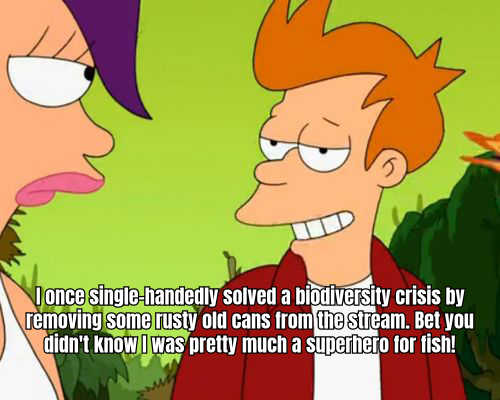 I once single-handedly solved a biodiversity crisis by
removing some rusty old cans from the stream. Bet you
didn't know I was pretty much a superhero for fish!